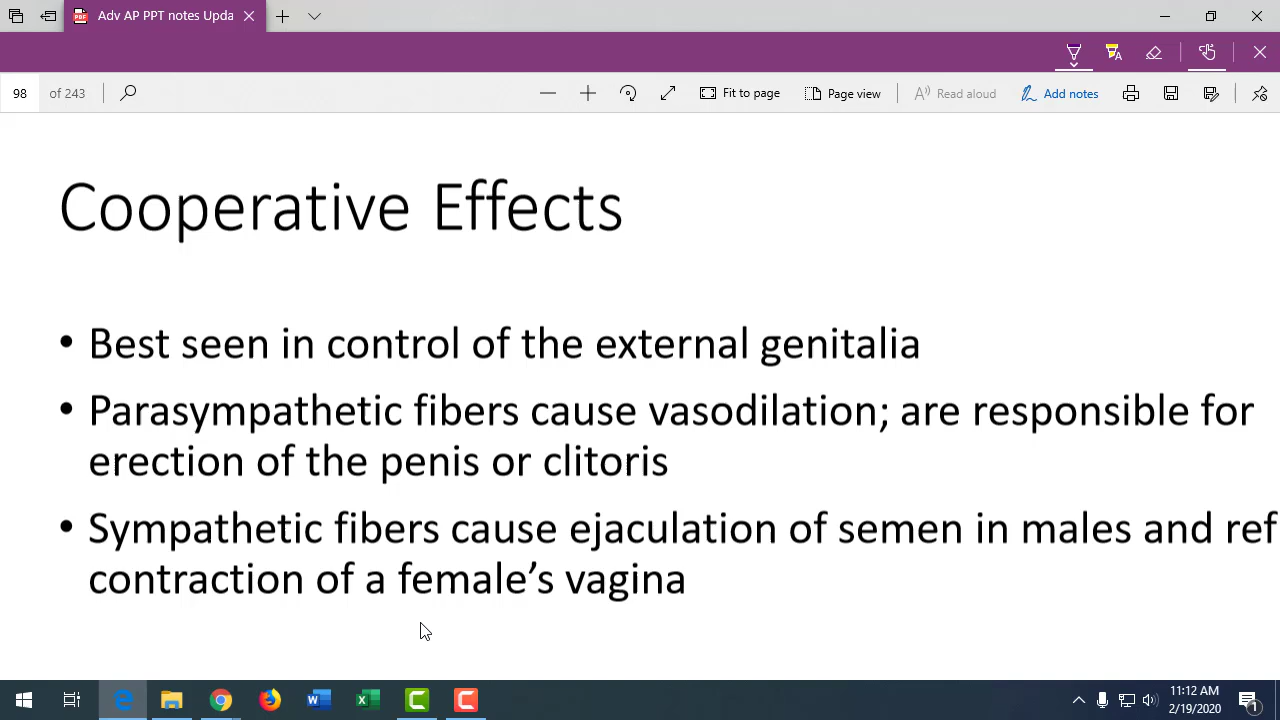 Adv AP PPT notes Upda
98 of 243 Fit to page Page view Read aloud Add notes
Cooperative Effects
• Best seen in control of the external genitalia
• Parasympathetic fibers cause vasodilation; are responsible for
erection of the penis or clitoris
• Sympathetic fibers cause ejaculation of semen in males and ref
contraction of a female’s vagina
11:12 AM
2/19/2020